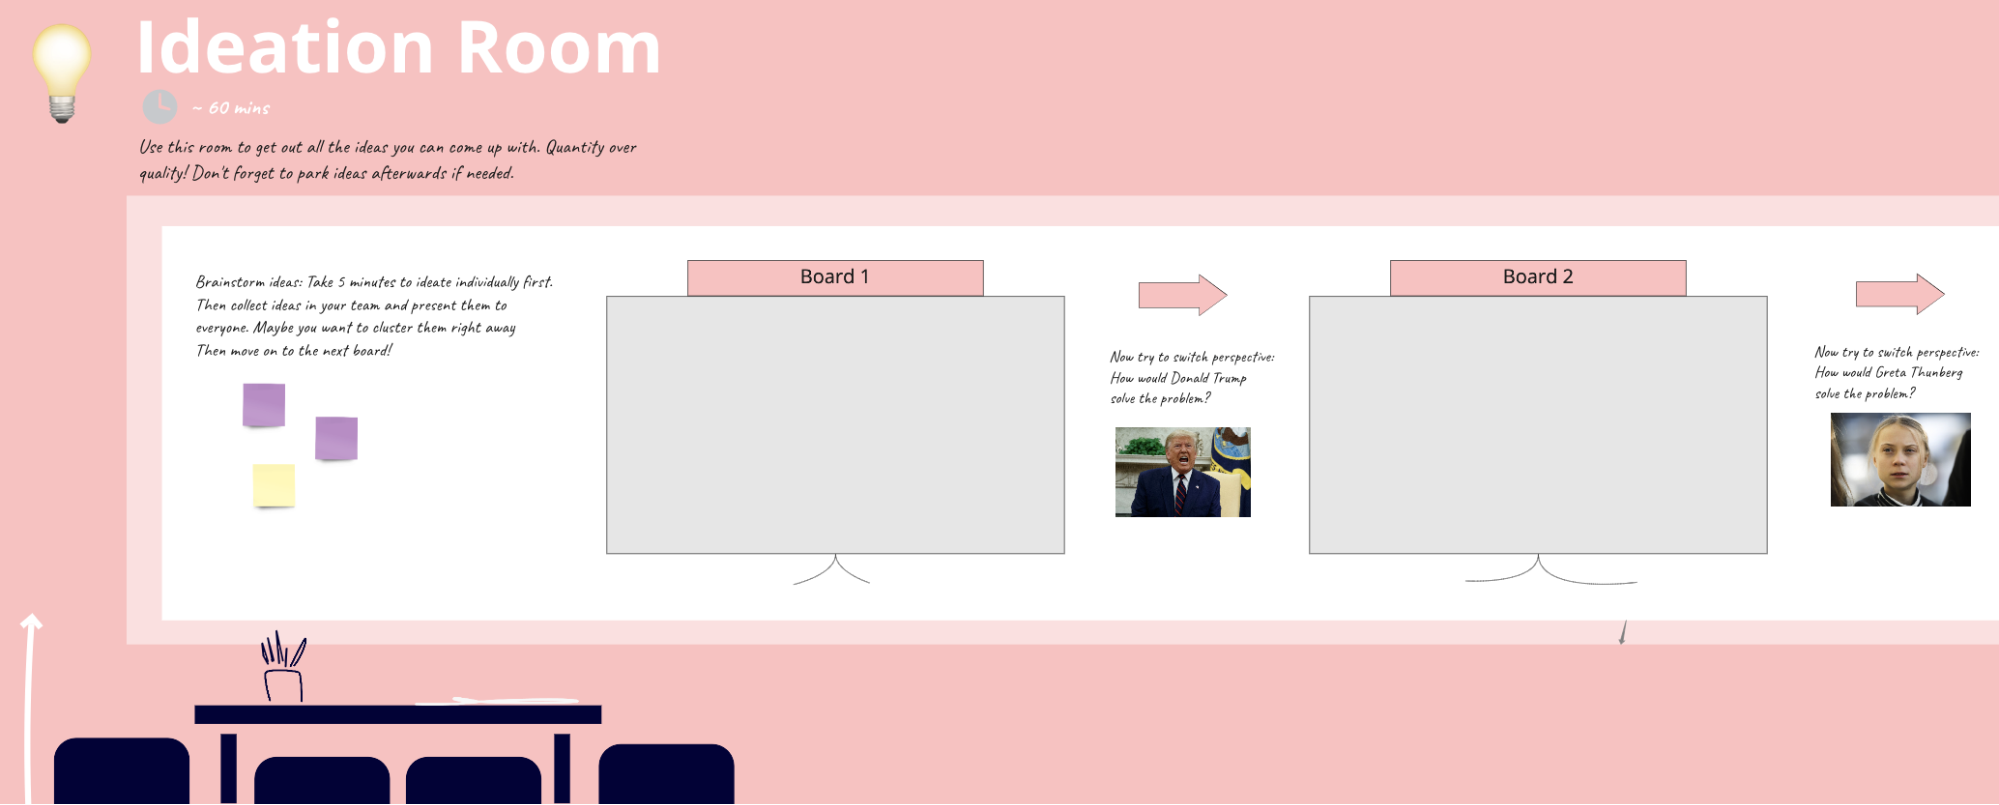 Ideation Room
~ 60 mins
Use this room to get out all the ideas you can come up with. Quantity over
quality! Don't forget to park ideas afterwards if needed.
Brainstorm ideas: Take 5 minutes to ideate individually first.
Then collect ideas in your team and present them to
everyone. Maybe you want to cluster them right away
Then move on to the next board!
Board 1
Now try to switch perspective:
How would Donald Trump
solve the problem?
Board 2
Now try to switch perspective:
How would Greta Thunberg
solve the problem?